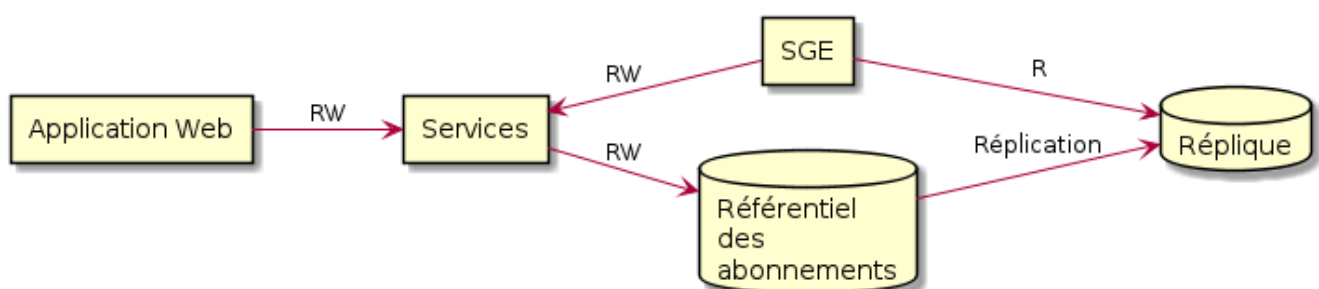 SGE
RW
R
Application Web
RW
Services
RW
Réplication
Réplique
Référentiel
des
abonnements